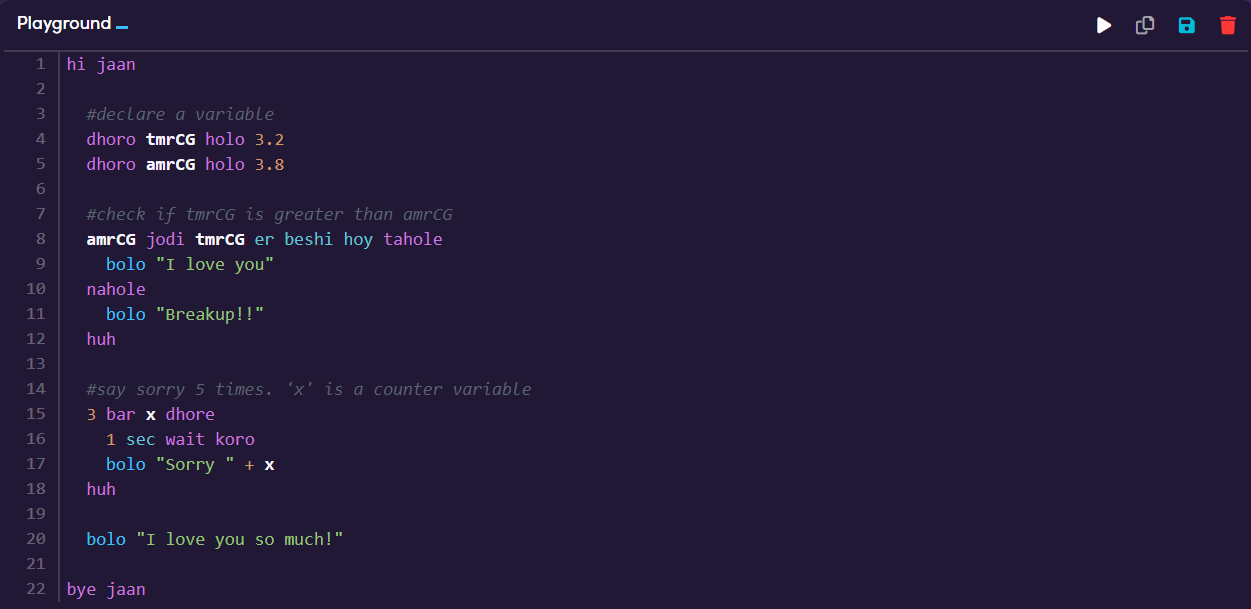 Playground
1 hi jaan
2
3 #declare a variable
4 dhoro tmrCG holo 3.2
5 dhoro amrCG holo 3.8
6
7 #check if tmrCG is greater than amrCG
8 amrCG jodi tmrCG er beshi hoy tahole
9 bolo "I love you"
10 nahole
11 bolo "Breakup!!"
12 huh
13
14 #say sorry 5 times. 'x' is a counter variable
15 3 bar x dhore
16 1 sec wait koro
17 bolo "Sorry " + x
18 huh
19
20 bolo "I love you so much!"
21
22 bye jaan